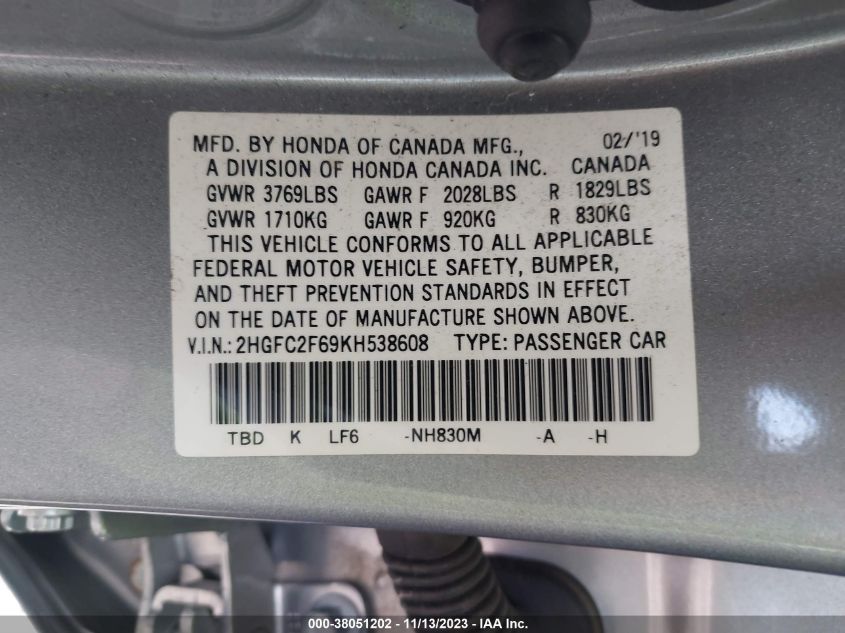 MFD. BY HONDA OF CANADA MFG., 02/'19
A DIVISION OF HONDA CANADA INC. CANADA
GVWR 3769LBS GAWR F 2028LBS R 1829LBS
GVWR 1710KG GAWR F 920KG R 830KG
THIS VEHICLE CONFORMS TO ALL APPLICABLE
FEDERAL MOTOR VEHICLE SAFETY, BUMPER,
AND THEFT PREVENTION STANDARDS IN EFFECT
ON THE DATE OF MANUFACTURE SHOWN ABOVE.
V.I.N.: 2HGFC2F69KH538608 TYPE: PASSENGER CAR
TBD K LF6 -NH830M -A -H
000-38051202 - 11/13/2023 - IAA Inc.